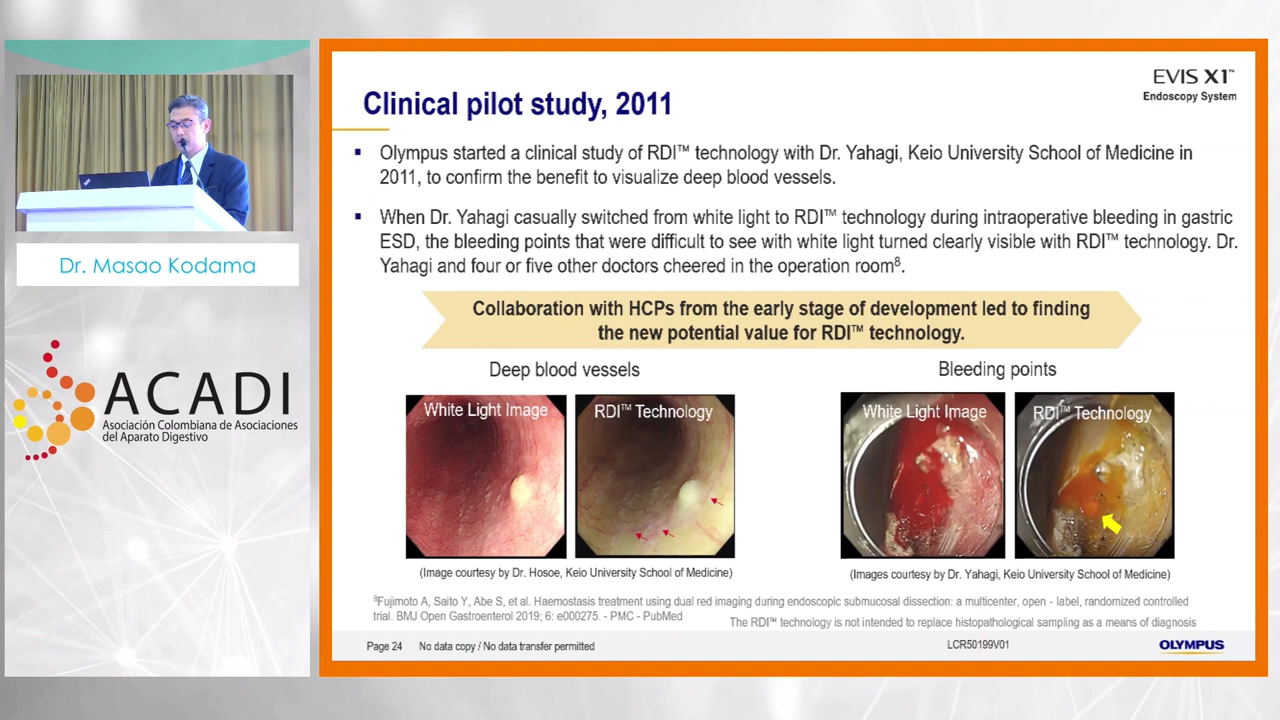 EVIS X1™
Endoscopy System
Clinical pilot study, 2011
▪ Olympus started a clinical study of RDI™ technology with Dr. Yahagi, Keio University School of Medicine in
2011, to confirm the benefit to visualize deep blood vessels.
▪ When Dr. Yahagi casually switched from white light to RDI™ technology during intraoperative bleeding in gastric
ESD, the bleeding points that were difficult to see with white light turned clearly visible with RDI™ technology. Dr.
Yahagi and four or five other doctors cheered in the operation room⁸.
Collaboration with HCPs from the early stage of development led to finding
the new potential value for RDI™ technology.
Deep blood vessels
White Light Image
RDI™ Technology
(Image courtesy by Dr. Hosoe, Keio University School of Medicine)
Bleeding points
White Light Image
RDI™ Technology
(Images courtesy by Dr. Yahagi, Keio University School of Medicine)
⁸Fujimoto A, Saito Y, Abe S, et al. Haemostasis treatment using dual red imaging during endoscopic submucosal dissection: a multicenter, open - label, randomized controlled
trial. BMJ Open Gastroenterol 2019; 6: e000275. - PMC - PubMed
The RDI™ technology is not intended to replace histopathological sampling as a means of diagnosis
Page 24 No data copy / No data transfer permitted
LCR50199V01
OLYMPUS
Dr. Masao Kodama
ACADI
Asociación Colombiana de Asociaciones
del Aparato Digestivo